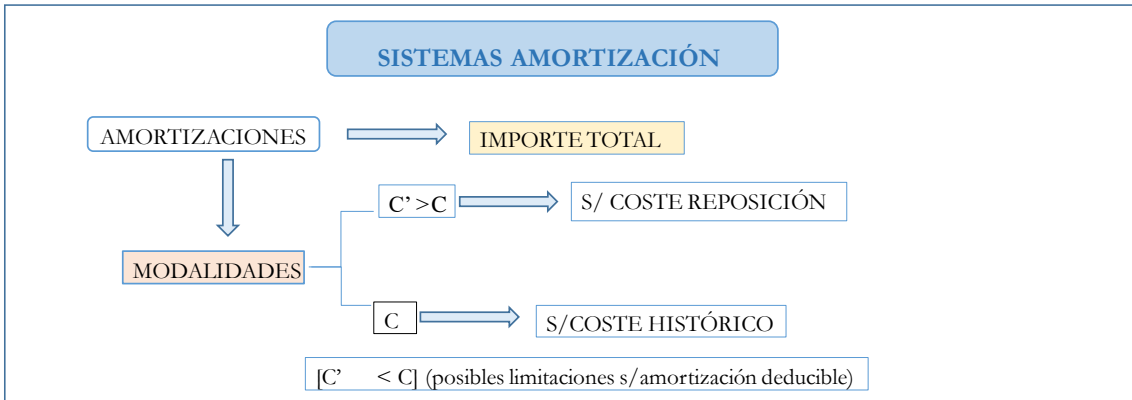 SISTEMAS AMORTIZACIÓN
AMORTIZACIONES
IMPORTE TOTAL
C’ >C
S/ COSTE REPOSICIÓN
MODALIDADES
C
S/COSTE HISTÓRICO
[C’ < C] (posibles limitaciones s/amortización deducible)